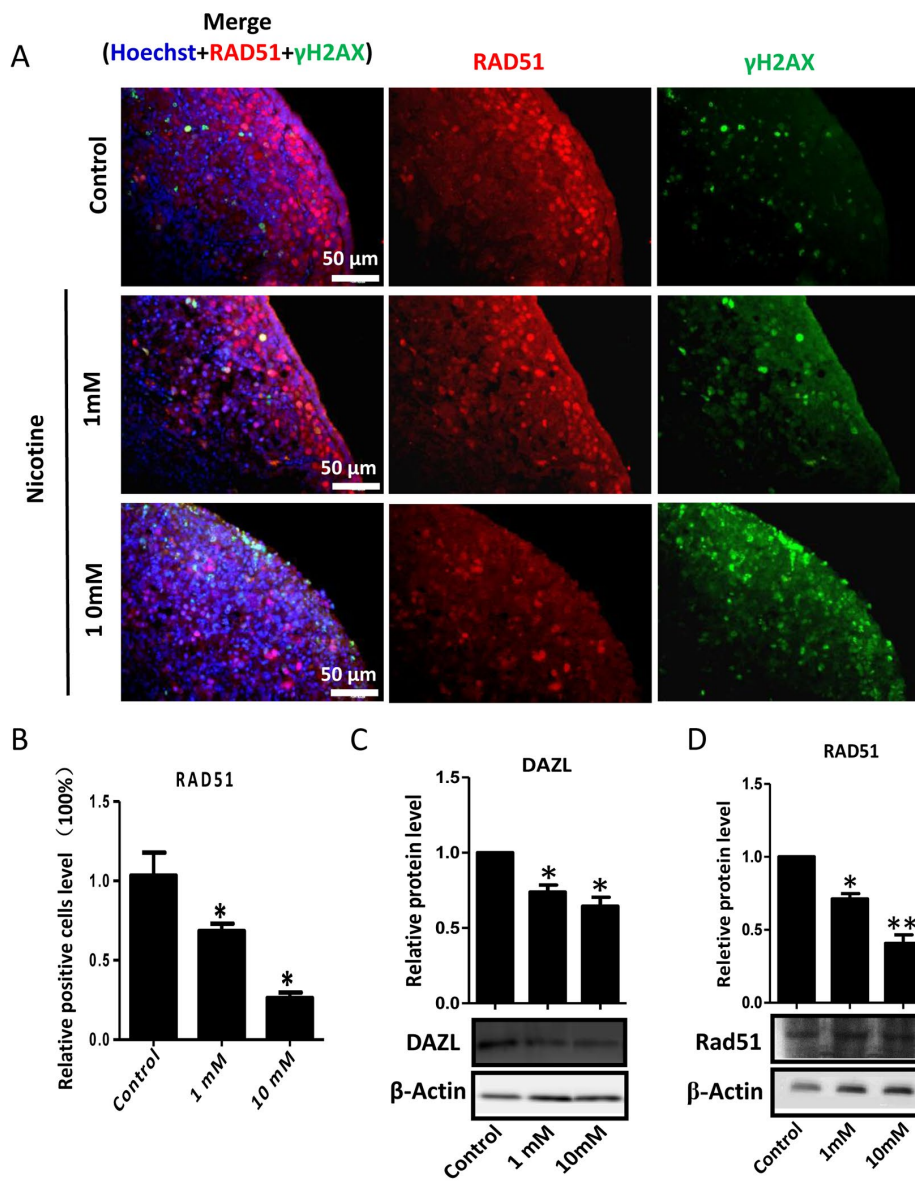 A
Merge
(Hoechst+RAD51+γH2AX)
RAD51
γH2AX
Control
50 µm
Nicotine
1mM
50 µm
1 0mM
50 µm
B
RAD51
Relative positive cells level (100%)
1.5
1.0
0.5
0.0
*
*
Control
1 mM
10 mM
C
DAZL
Relative protein level
1.5
1.0
0.5
0.0
*
*
DAZL
β-Actin
Control
1 mM
10mM
D
RAD51
Reletive protein level
1.5
1.0
0.5
0.0
*
**
Rad51
β-Actin
Control
1mM
10mM